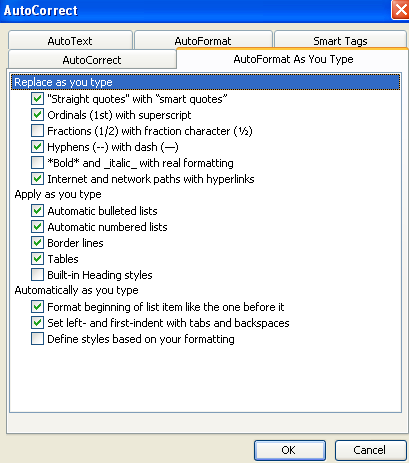 AutoCorrect
AutoText AutoFormat Smart Tags
AutoCorrect AutoFormat As You Type
Replace as you type
"Straight quotes" with “smart quotes”
Ordinals (1st) with superscript
Fractions (1/2) with fraction character (½)
Hyphens (--) with dash (—)
*Bold* and _italic_ with real formatting
Internet and network paths with hyperlinks
Apply as you type
Automatic bulleted lists
Automatic numbered lists
Border lines
Tables
Built-in Heading styles
Automatically as you type
Format beginning of list item like the one before it
Set left- and first-indent with tabs and backspaces
Define styles based on your formatting
OK Cancel